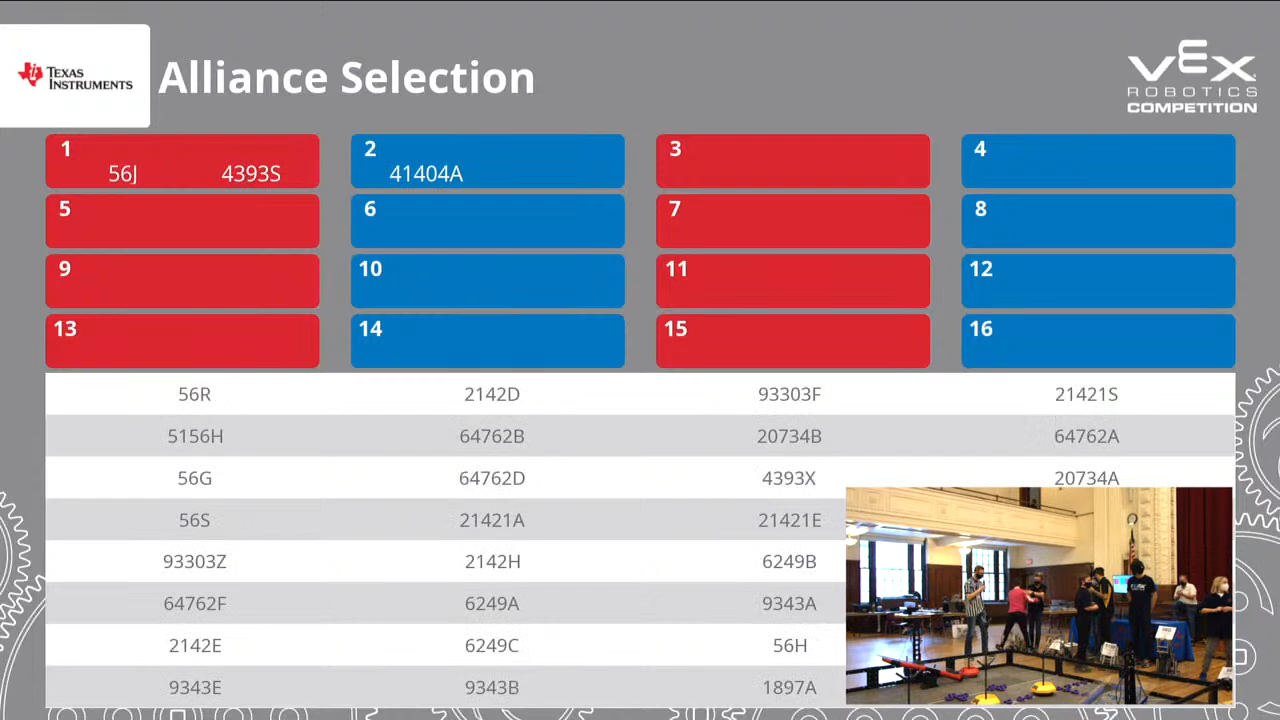 TEXAS INSTRUMENTS
Alliance Selection
VEX ROBOTICS COMPETITION
1 2 3 4
56J 4393S 41404A
5 6 7 8
9 10 11 12
13 14 15 16
56R 2142D 93303F 21421S
5156H 64762B 20734B 64762A
56G 64762D 4393X 20734A
56S 21421A 21421E
93303Z 2142H 6249B
64762F 6249A 9343A
2142E 6249C 56H
9343E 9343B 1897A